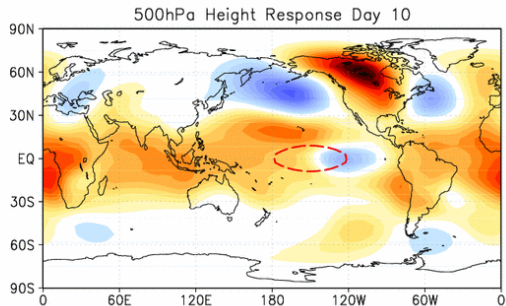 500hPa Height Response Day 10
90N
60N
30N
EQ
30S
60S
90S
0 60E 120E 180 120W 60W 0